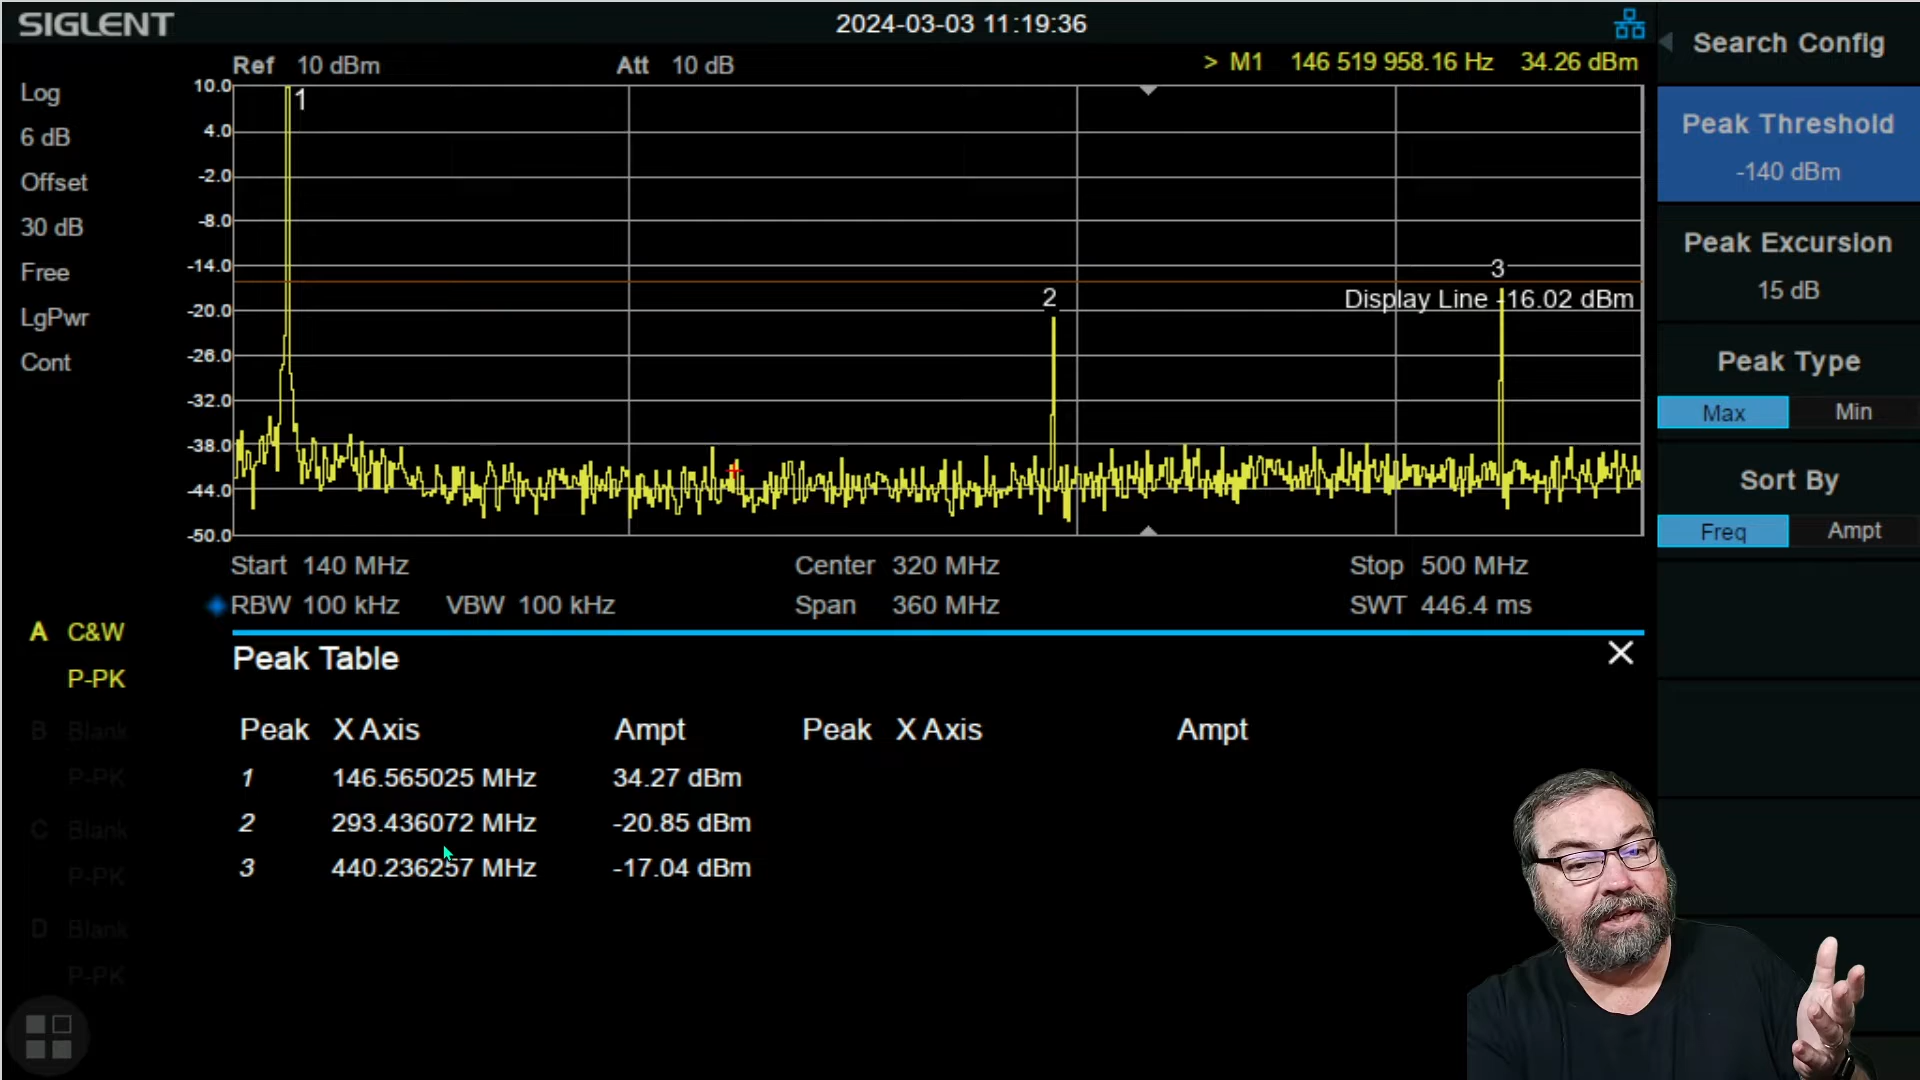 SIGLENT
2024-03-03 11:19:36
Search Config
Ref 10 dBm
Att 10 dB
> M1 146 519 958.16 Hz 34.26 dBm
Log
6 dB
Offset
30 dB
Free
LgPwr
Cont
10.0
4.0
-2.0
-8.0
-14.0
-20.0
-26.0
-32.0
-38.0
-44.0
-50.0
1
2
3
Display Line -16.02 dBm
Peak Threshold
-140 dBm
Peak Excursion
15 dB
Peak Type
Max Min
Sort By
Freq Ampt
Start 140 MHz
Center 320 MHz
Stop 500 MHz
RBW 100 kHz
VBW 100 kHz
Span 360 MHz
SWT 446.4 ms
A C&W
P-PK
B Blank
P-PK
C Blank
P-PK
D Blank
P-PK
Peak Table
Peak X Axis Ampt Peak X Axis Ampt
1 146.565025 MHz 34.27 dBm
2 293.436072 MHz -20.85 dBm
3 440.236257 MHz -17.04 dBm